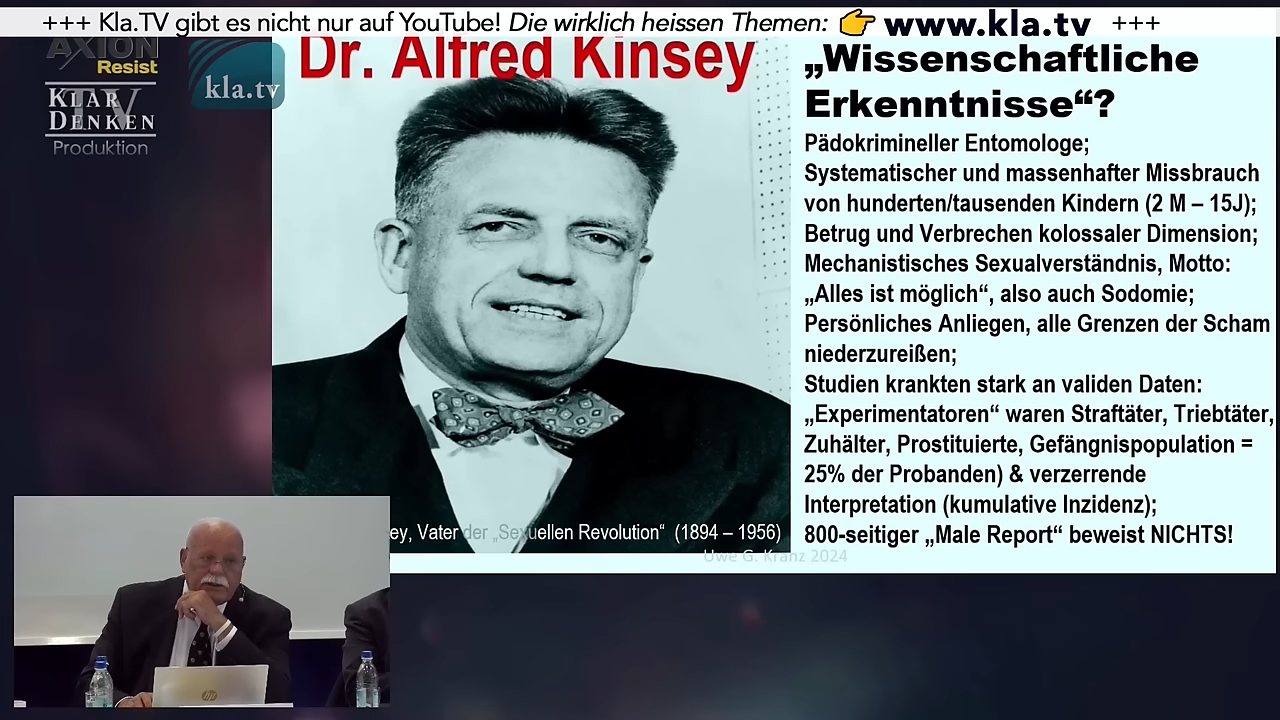 +++ Kla.TV gibt es nicht nur auf YouTube! Die wirklich heissen Themen: 👉 www.kla.tv +++
AXION
Resist
kla.tv
TV
KLAR
DENKEN
Produktion
Dr. Alfred Kinsey
„Wissenschaftliche
Erkenntnisse“?
Pädokrimineller Entomologe;
Systematischer und massenhafter Missbrauch
von hunderten/tausenden Kindern (2 M – 15J);
Betrug und Verbrechen kolossaler Dimension;
Mechanistisches Sexualverständnis, Motto:
„Alles ist möglich“, also auch Sodomie;
Persönliches Anliegen, alle Grenzen der Scham
niederzureißen;
Studien krankten stark an validen Daten:
„Experimentatoren“ waren Straftäter, Triebtäter,
Zuhälter, Prostituierte, Gefängnispopulation =
25% der Probanden) & verzerrende
Interpretation (kumulative Inzidenz);
800-seitiger „Male Report“ beweist NICHTS!
ey, Vater der „Sexuellen Revolution“ (1894 – 1956)
Uwe G. Kranz 2024
hp